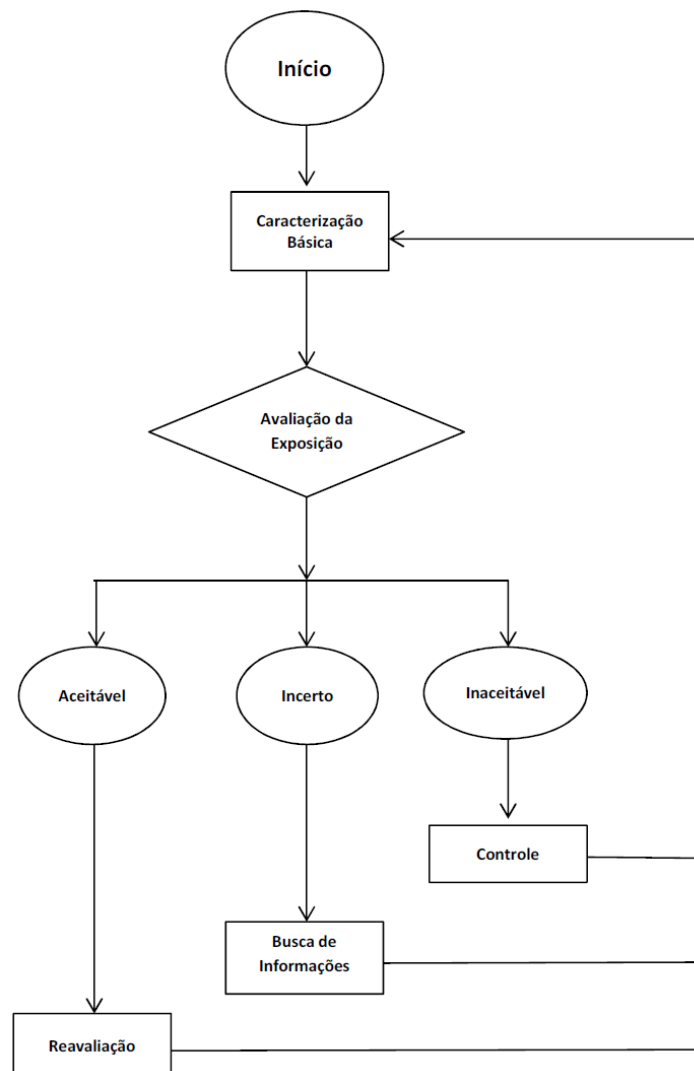 Início
Caracterização
Básica
Avaliação da
Exposição
Aceitável
Incerto
Inaceitável
Controle
Busca de
Informações
Reavaliação